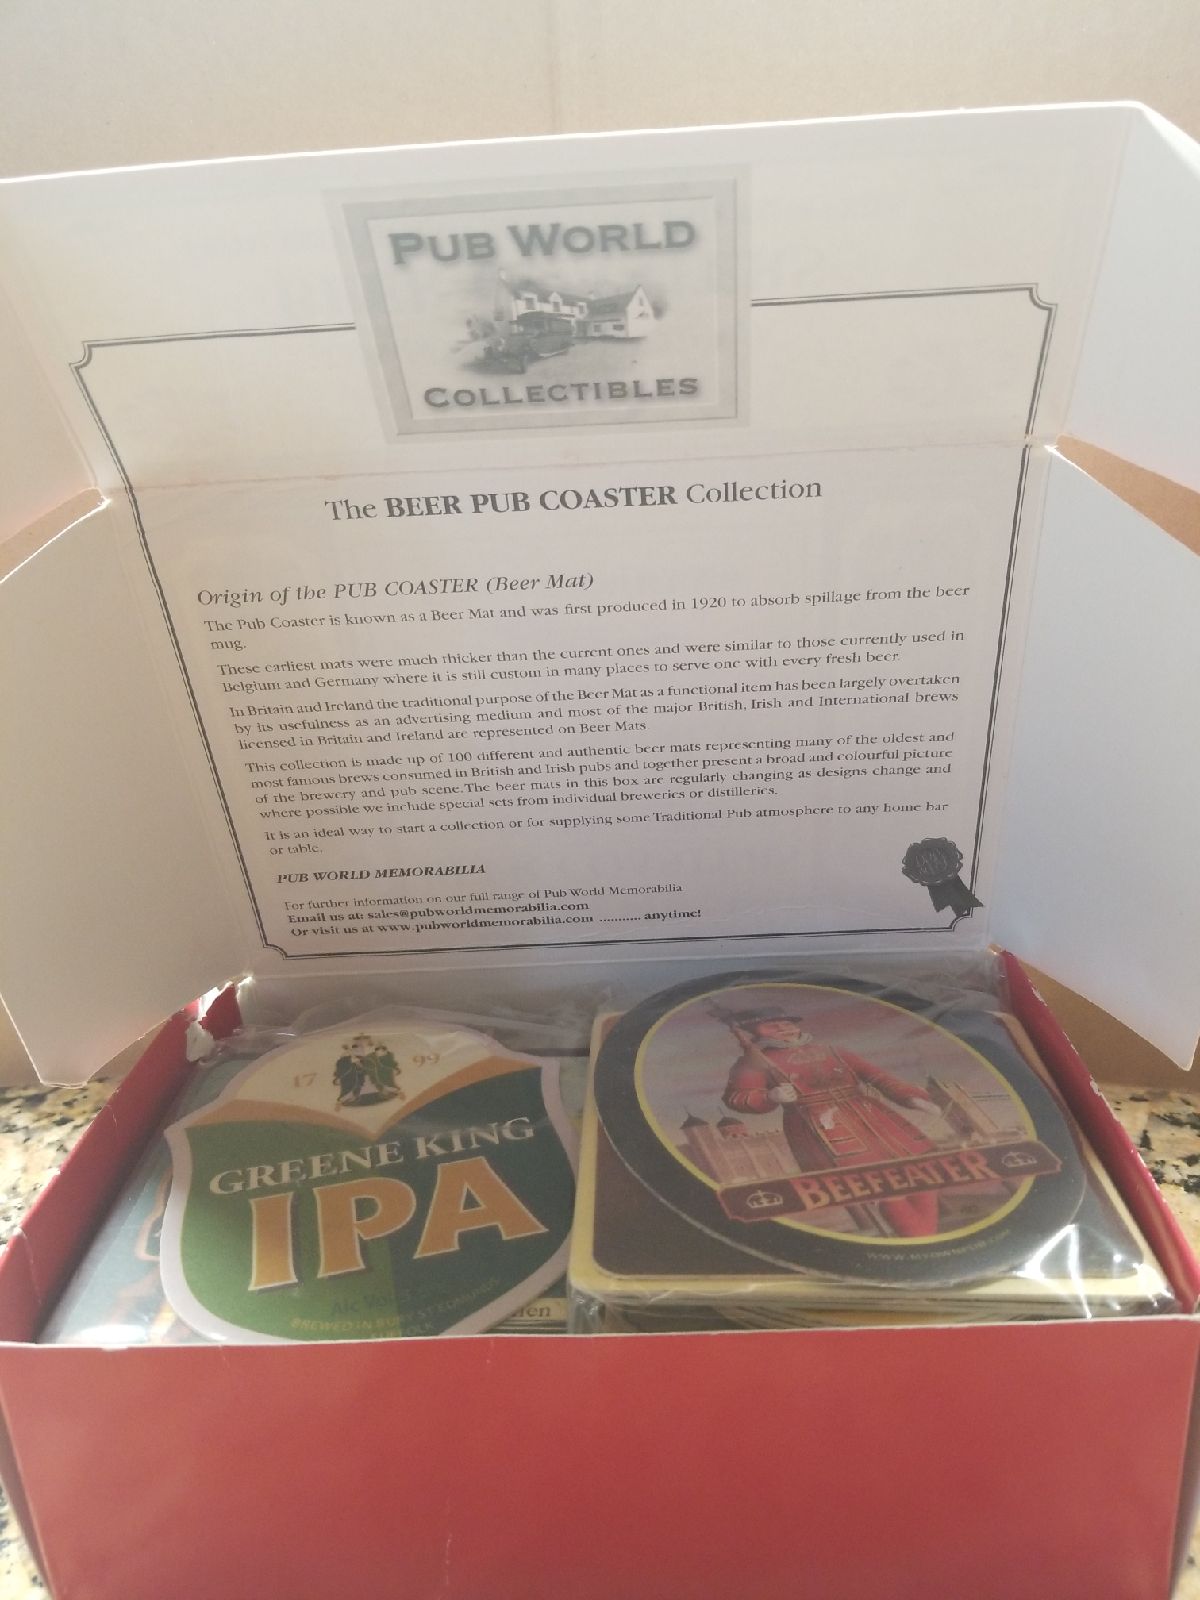 PUB WORLD
COLLECTIBLES
The BEER PUB COASTER Collection
Origin of the PUB COASTER (Beer Mat)
The Pub Coaster is known as a Beer Mat and was first produced in 1920 to absorb spillage from the beer
mug.
These earliest mats were much thicker than the current ones and were similar to those currently used in
Belgium and Germany where it is still custom in many places to serve one with every fresh beer.
In Britain and Ireland the traditional purpose of the Beer Mat as a functional item has been largely overtaken
by its usefulness as an advertising medium and most of the major British, Irish and International brews
licensed in Britain and Ireland are represented on Beer Mats.
This collection is made up of 100 different and authentic beer mats representing many of the oldest and
most famous brews consumed in British and Irish pubs and together present a broad and colourful picture
of the brewery and pub scene.The beer mats in this box are regularly changing as designs change and
where possible we include special sets from individual breweries or distilleries.
It is an ideal way to start a collection or for supplying some Traditional Pub atmosphere to any home bar
or table.
PUB WORLD MEMORABILIA
For further information on our full range of Pub World Memorabilia
Email us at: sales@pubworldmemorabilia.com
Or visit us at www.pubworldmemorabilia.com ........... anytime!
17 99
GREENE KING
IPA
Alc Vol
BREWED IN BURY ST EDMUNDS
SUFFOLK
BEEFEATER